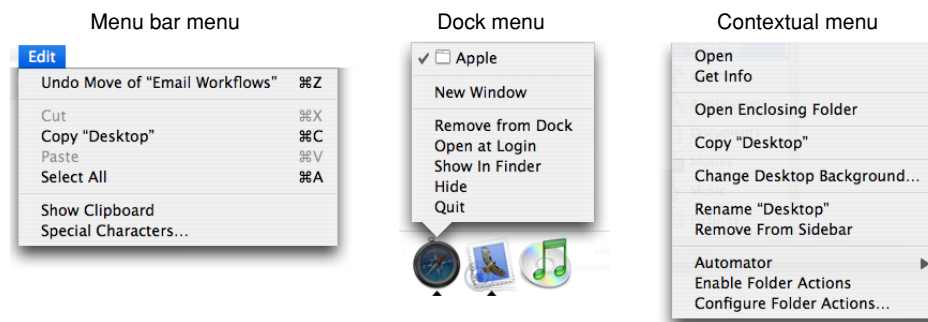 Menu bar menu
Edit
Undo Move of “Email Workflows” ⌘Z
Cut ⌘X
Copy “Desktop” ⌘C
Paste ⌘V
Select All ⌘A
Show Clipboard
Special Characters...
Dock menu
✓ Apple
New Window
Remove from Dock
Open at Login
Show In Finder
Hide
Quit
Contextual menu
Open
Get Info
Open Enclosing Folder
Copy “Desktop”
Change Desktop Background...
Rename “Desktop”
Remove From Sidebar
Automator
Enable Folder Actions
Configure Folder Actions...